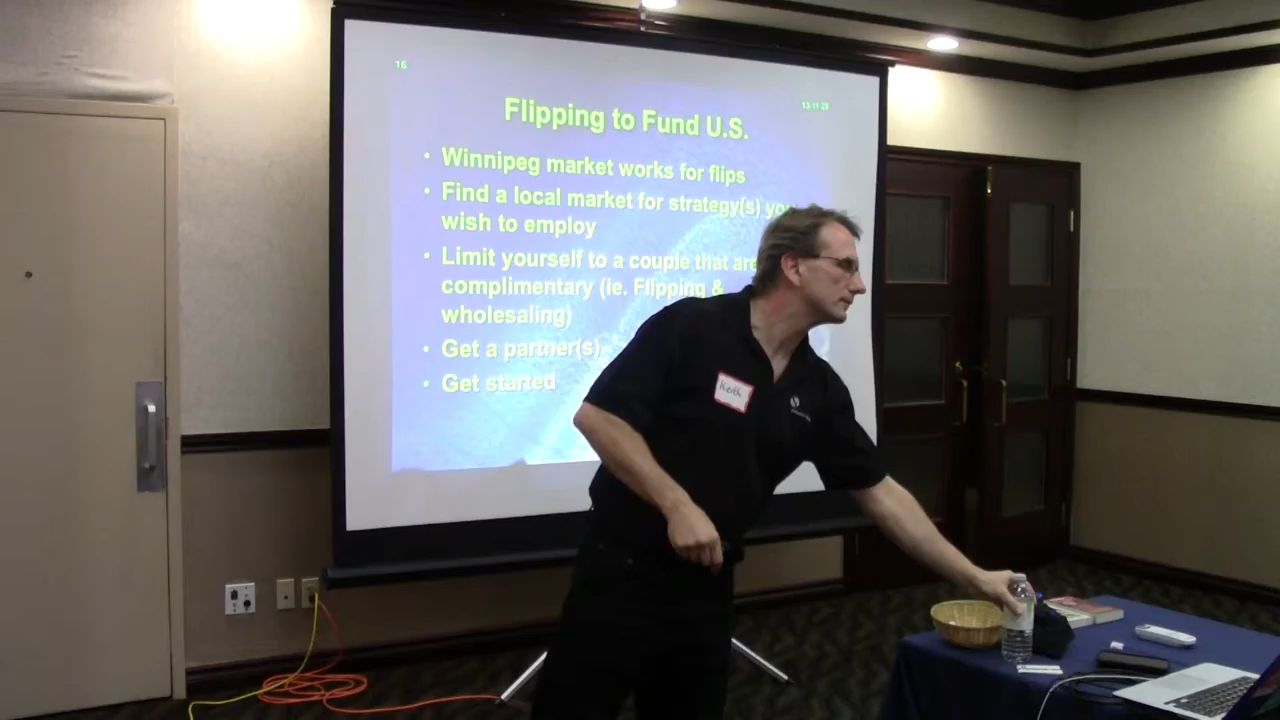 16
13-11-28
Flipping to Fund U.S.
• Winnipeg market works for flips
• Find a local market for strategy(s)
wish to employ
• Limit yourself to a couple that are
complimentary (ie. Flipping &
wholesaling)
• Get a partner(s)
• Get started
Keith